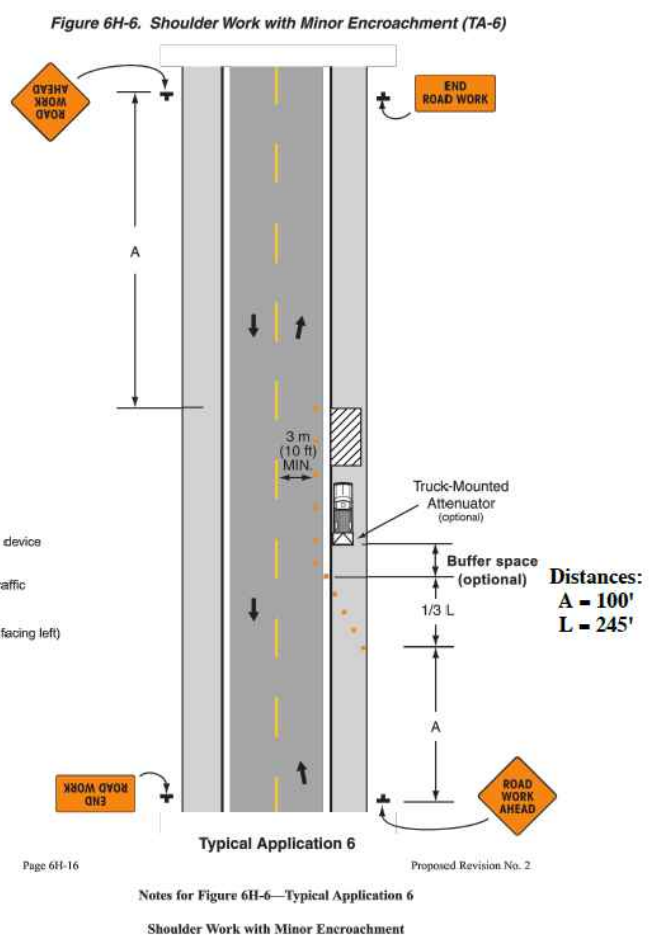 Figure 6H-6. Shoulder Work with Minor Encroachment (TA-6)
ROAD
WORK
AHEAD
END
ROAD WORK
A
3 m
(10 ft)
MIN.
Truck-Mounted
Attenuator
(optional)
device
Buffer space
(optional)
Distances:
A = 100'
L = 245'
affic
1/3 L
facing left)
A
END
ROAD WORK
ROAD
WORK
AHEAD
Typical Application 6
Page 6H-16
Proposed Revision No. 2
Notes for Figure 6H-6—Typical Application 6
Shoulder Work with Minor Encroachment